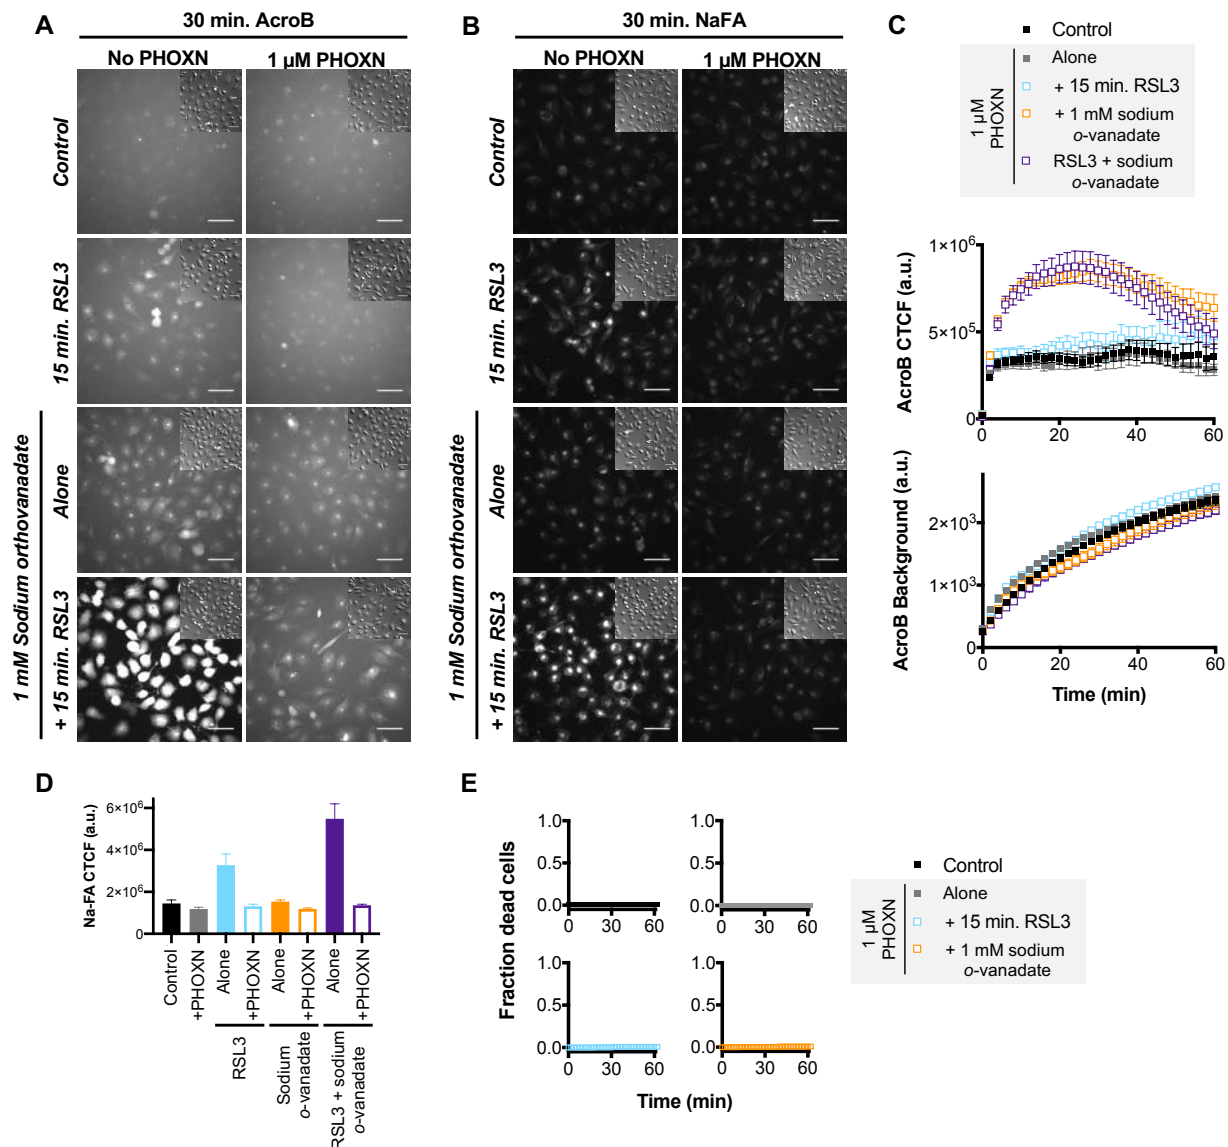 A
30 min. AcroB
No PHOXN
1 µM PHOXN
Control
15 min. RSL3
1 mM Sodium orthovanadate
Alone
+ 15 min. RSL3
B
30 min. NaFA
No PHOXN
1 µM PHOXN
Control
15 min. RSL3
1 mM Sodium orthovanadate
Alone
+ 15 min. RSL3
C
Control
1 µM
PHOXN
Alone
+ 15 min. RSL3
+ 1 mM sodium
o-vanadate
RSL3 + sodium
o-vanadate
AcroB CTCF (a.u.)
1×10⁶
5×10⁵
0
0 20 40 60
AcroB Background (a.u.)
2×10³
1×10³
0
0 20 40 60
Time (min)
D
Na-FA CTCF (a.u.)
6×10⁶
4×10⁶
2×10⁶
0
Control
+PHOXN
Alone
+PHOXN
Alone
+PHOXN
Alone
+PHOXN
RSL3
Sodium
o-vanadate
RSL3 + sodium
o-vanadate
E
Fraction dead cells
1.0
0.5
0.0
0 30 60
1.0
0.5
0.0
0 30 60
1.0
0.5
0.0
0 30 60
1.0
0.5
0.0
0 30 60
Time (min)
Control
1 µM
PHOXN
Alone
+ 15 min. RSL3
+ 1 mM sodium
o-vanadate